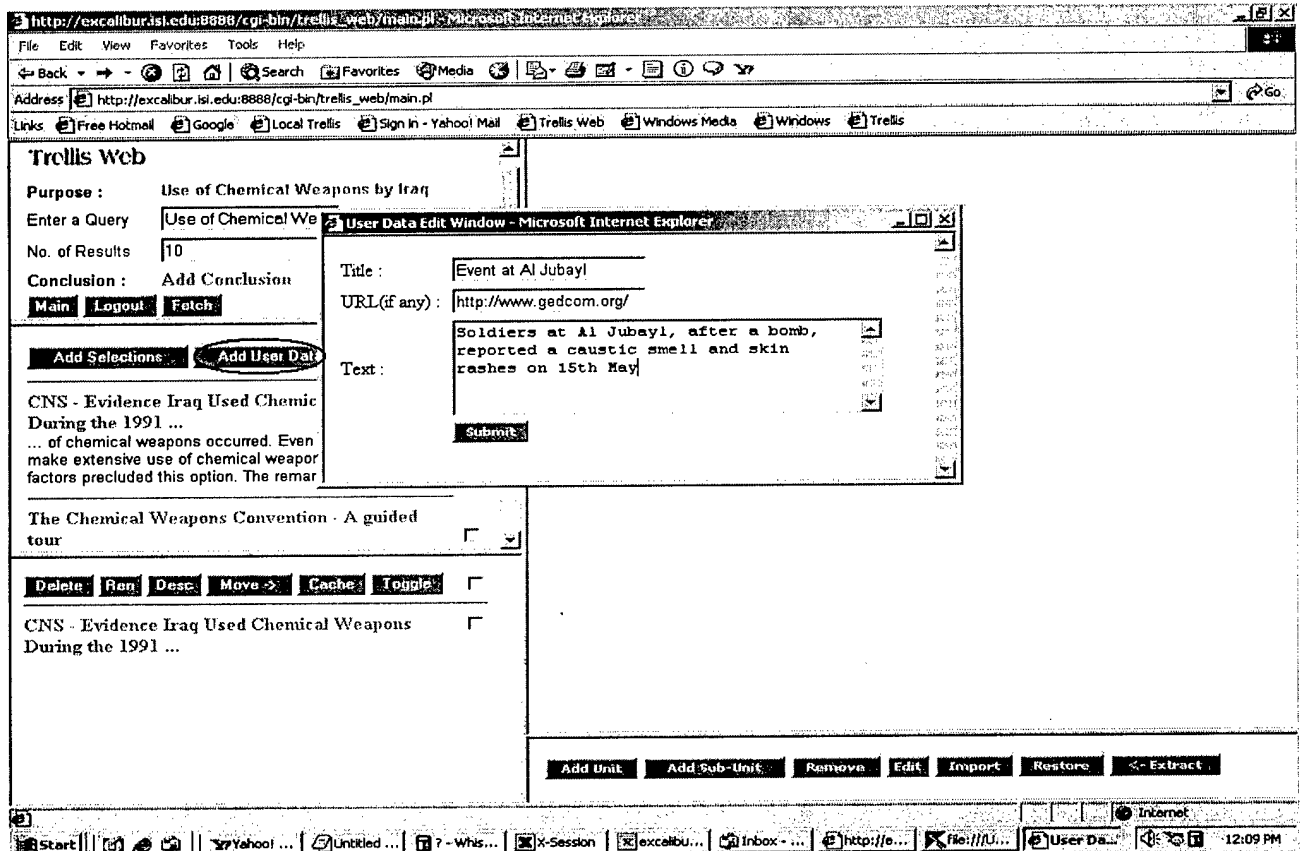 http://excalibur.isi.edu:8888/cgi-bin/trellis_web/main.pl - Microsoft Internet Explorer
File Edit View Favorites Tools Help
Back Search Favorites Media
Address http://excalibur.isi.edu:8888/cgi-bin/trellis_web/main.pl Go
Links Free Hotmail Google Local Trellis Sign In - Yahoo! Mail Trellis Web Windows Media Windows Trellis
Trellis Web
Purpose : Use of Chemical Weapons by Iraq
Enter a Query Use of Chemical We
No. of Results 10
Conclusion : Add Conclusion
Main Logout Fetch
Add Selections Add User Dat
CNS - Evidence Iraq Used Chemic
During the 1991 ...
... of chemical weapons occurred. Even
make extensive use of chemical weapor
factors precluded this option. The remar
The Chemical Weapons Convention - A guided
tour
User Data Edit Window - Microsoft Internet Explorer
Title : Event at Al Jubayl
URL(if any) : http://www.gedcom.org/
Text :
Soldiers at Al Jubayl, after a bomb,
reported a caustic smell and skin
rashes on 15th May
Submit
Delete Ren Desc Move -> Cache Toggle
CNS - Evidence Iraq Used Chemical Weapons
During the 1991 ...
Add Unit Add Sub-Unit Remove Edit Import Restore <- Extract
Internet
Start Yahoo! ... Untitled ... ? - Whis... X-Session excalibu... Inbox - ... http://e... file:///U... User Da... 12:09 PM